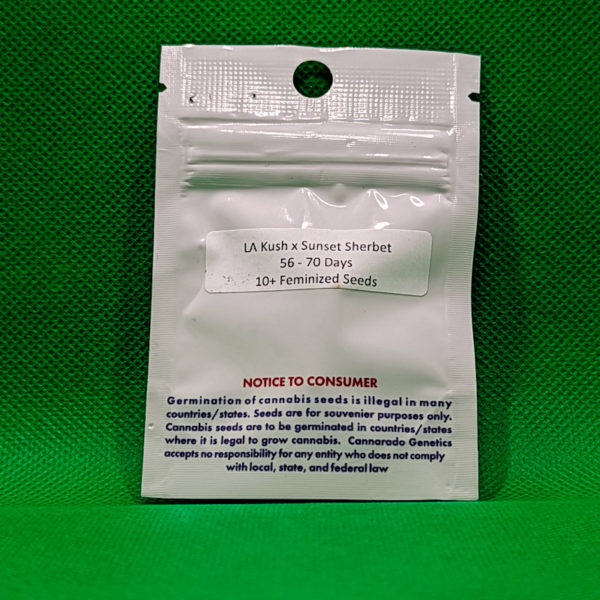 LA Kush x Sunset Sherbet
56 - 70 Days
10+ Feminized Seeds
NOTICE TO CONSUMER
Germination of cannabis seeds is illegal in many
countries/states. Seeds are for souvenier purposes only.
Cannabis seeds are to be germinated in countries/states
where it is legal to grow cannabis. Cannarado Genetics
accepts no responsibility for any entity who does not comply
with local, state, and federal law